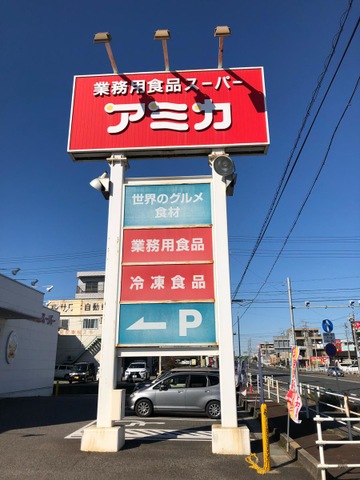 業務用食品スーパー
アミカ
世界のグルメ
食材
業務用食品
冷凍食品
P